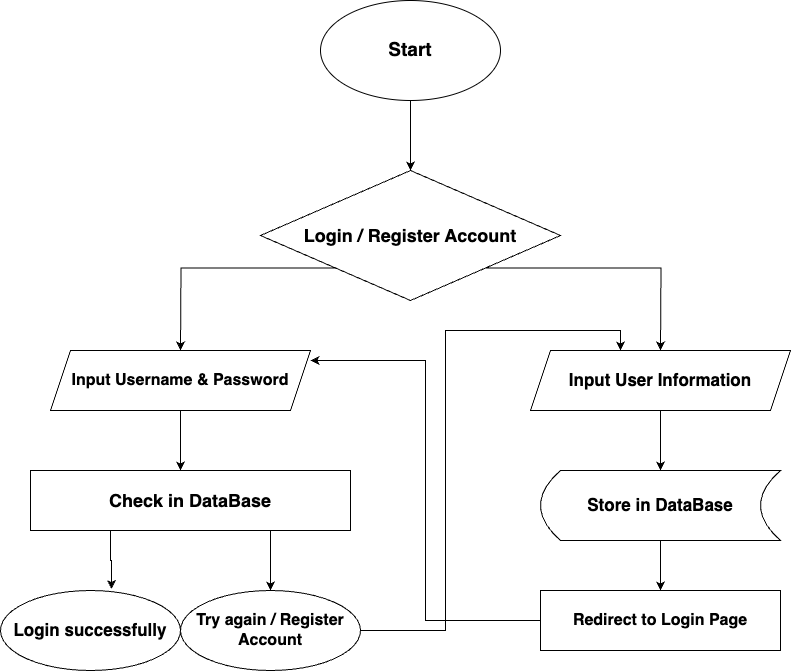 Start
Login / Register Account
Input Username & Password
Input User Information
Check in DataBase
Store in DataBase
Login successfully
Try again / Register
Account
Redirect to Login Page